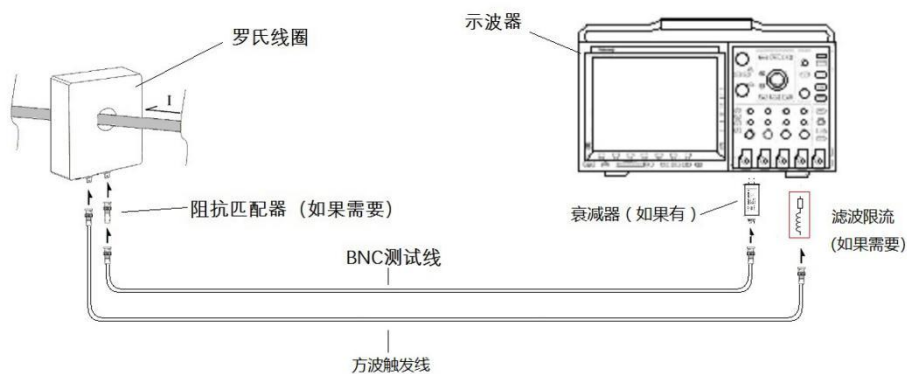 示波器
罗氏线圈
I
阻抗匹配器（如果需要）
衰减器（如果有）
滤波限流
(如果需要)
BNC测试线
方波触发线